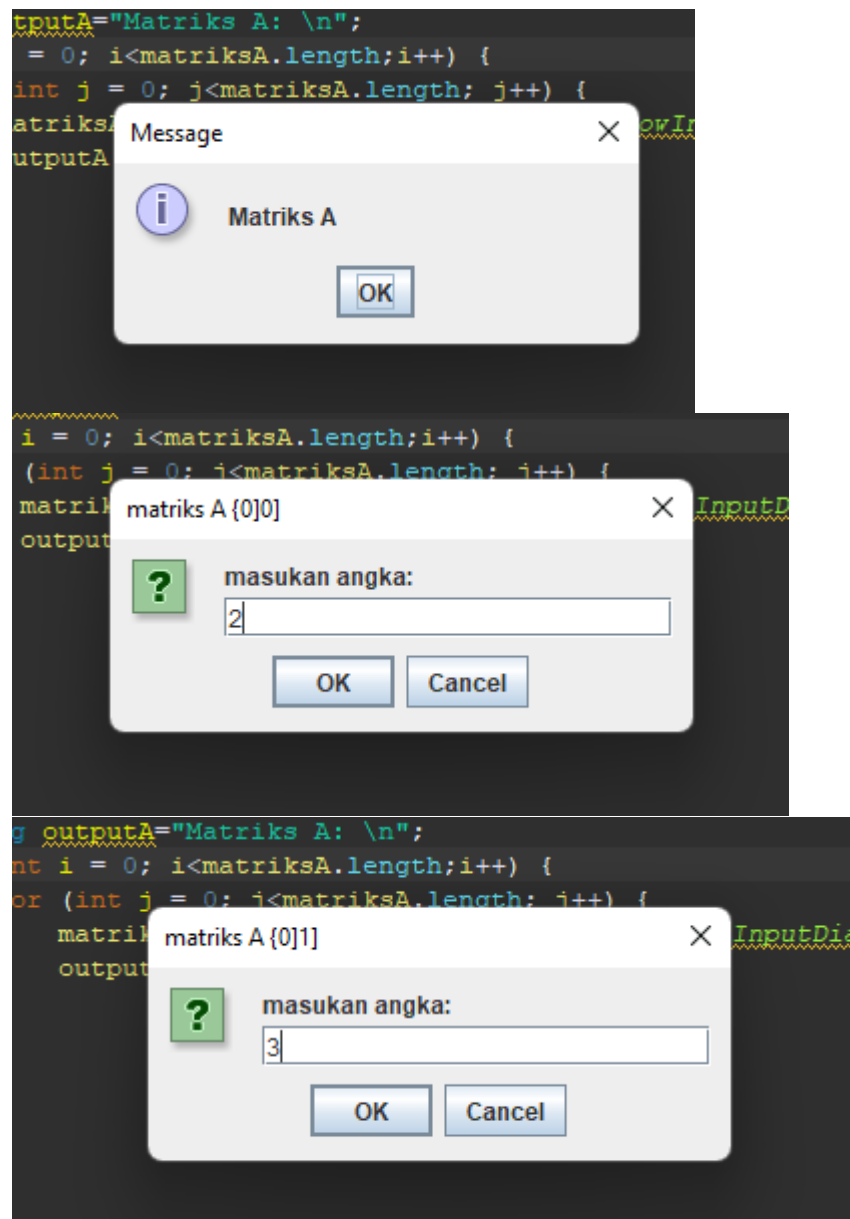 tputA="Matriks A: \n";
= 0; i<matriksA.length;i++) {
int j = 0; j<matriksA.length; j++) {
atriksA
owIn
utputA
Message
Matriks A
OK
i = 0; i<matriksA.length;i++) {
(int j = 0; j<matriksA.length; j++) {
matrik
InputD
output
matriks A {0]0]
masukan angka:
2
OK Cancel
g outputA="Matriks A: \n";
nt i = 0; i<matriksA.length;i++) {
or (int j = 0; j<matriksA.length; j++) {
matrik
InputDia
output
matriks A {0]1]
masukan angka:
3
OK Cancel